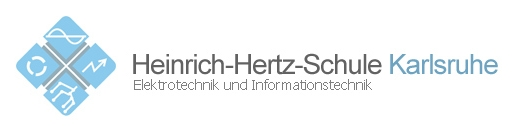 Heinrich-Hertz-Schule Karlsruhe
Elektrotechnik und Informationstechnik